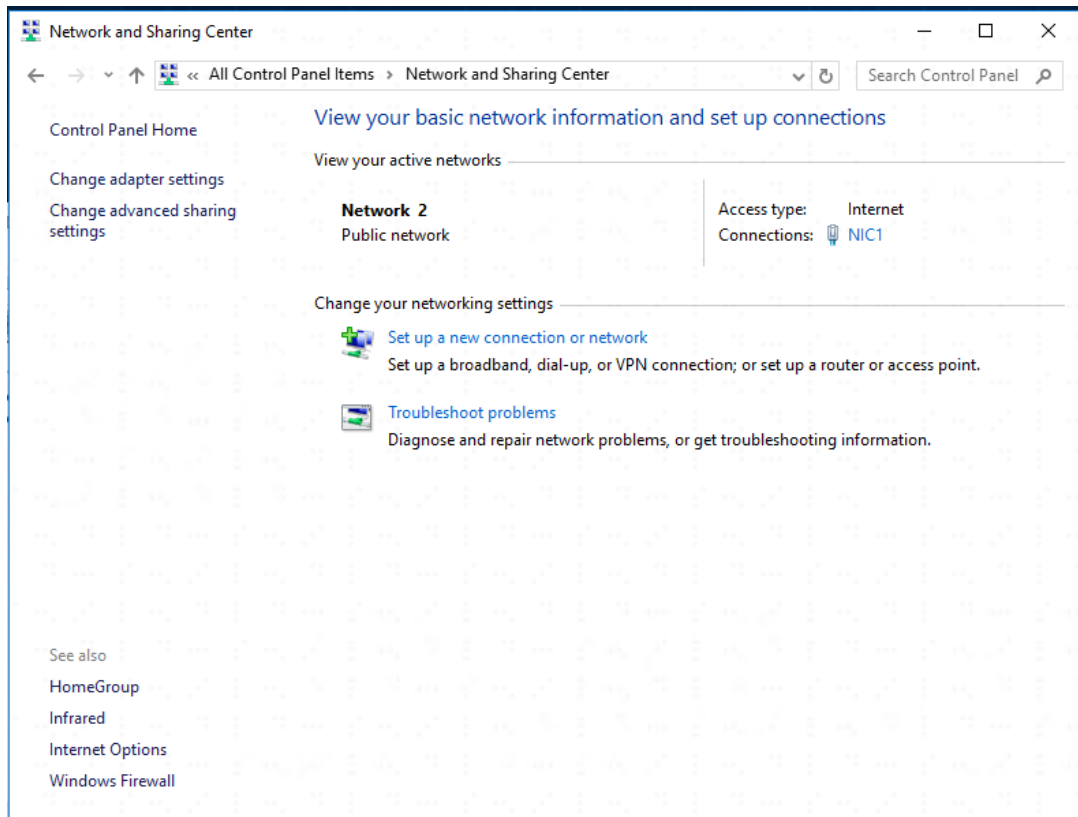 Network and Sharing Center
« All Control Panel Items › Network and Sharing Center
Search Control Panel
Control Panel Home
Change adapter settings
Change advanced sharing
settings
View your basic network information and set up connections
View your active networks
Network 2
Public network
Access type: Internet
Connections: NIC1
Change your networking settings
Set up a new connection or network
Set up a broadband, dial-up, or VPN connection; or set up a router or access point.
Troubleshoot problems
Diagnose and repair network problems, or get troubleshooting information.
See also
HomeGroup
Infrared
Internet Options
Windows Firewall